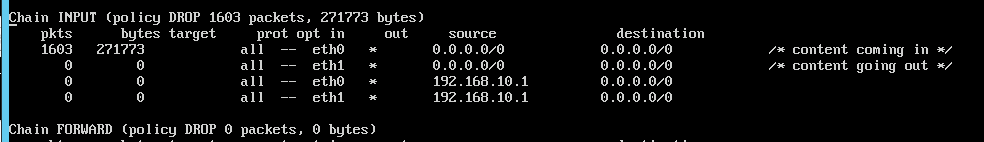 Chain INPUT (policy DROP 1603 packets, 271773 bytes)
pkts bytes target prot opt in out source destination
1603 271773 all -- eth0 * 0.0.0.0/0 0.0.0.0/0 /* content coming in */
0 0 all -- eth1 * 0.0.0.0/0 0.0.0.0/0 /* content going out */
0 0 all -- eth0 * 192.168.10.1 0.0.0.0/0
0 0 all -- eth1 * 192.168.10.1 0.0.0.0/0
Chain FORWARD (policy DROP 0 packets, 0 bytes)